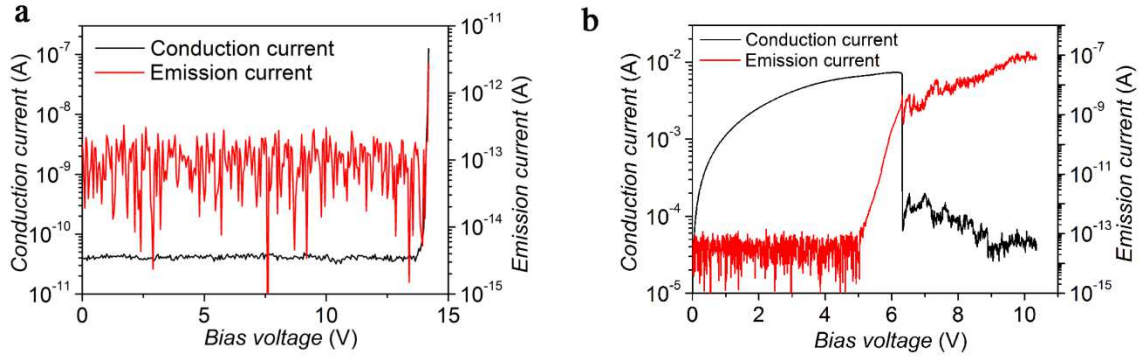 a
Conduction current
Emission current
10⁻⁷
10⁻⁸
10⁻⁹
10⁻¹⁰
10⁻¹¹
Conduction current (A)
10⁻¹¹
10⁻¹²
10⁻¹³
10⁻¹⁴
10⁻¹⁵
Emission current (A)
0 5 10 15
Bias voltage (V)
b
Conduction current
Emission current
10⁻²
10⁻³
10⁻⁴
10⁻⁵
Conduction current (A)
10⁻⁷
10⁻⁹
10⁻¹¹
10⁻¹³
10⁻¹⁵
Emission current (A)
0 2 4 6 8 10
Bias voltage (V)